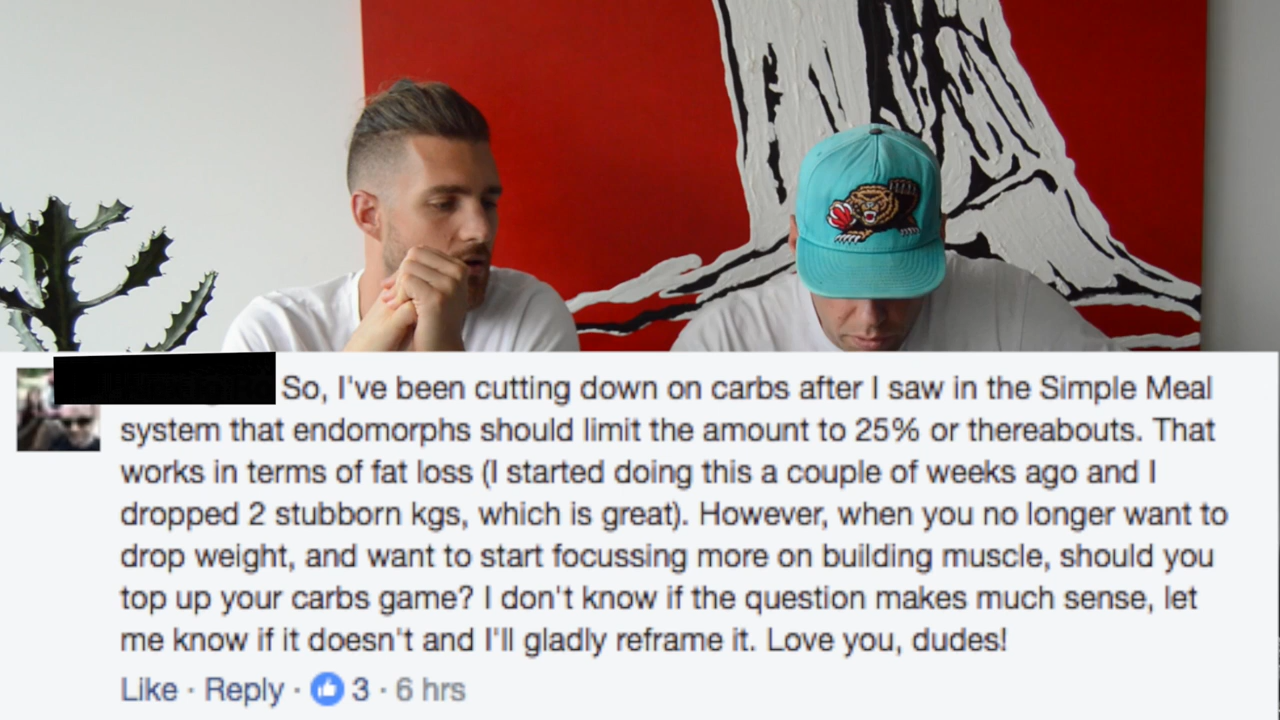 So, I've been cutting down on carbs after I saw in the Simple Meal
system that endomorphs should limit the amount to 25% or thereabouts. That
works in terms of fat loss (I started doing this a couple of weeks ago and I
dropped 2 stubborn kgs, which is great). However, when you no longer want to
drop weight, and want to start focussing more on building muscle, should you
top up your carbs game? I don't know if the question makes much sense, let
me know if it doesn't and I'll gladly reframe it. Love you, dudes!
Like · Reply · 3 · 6 hrs